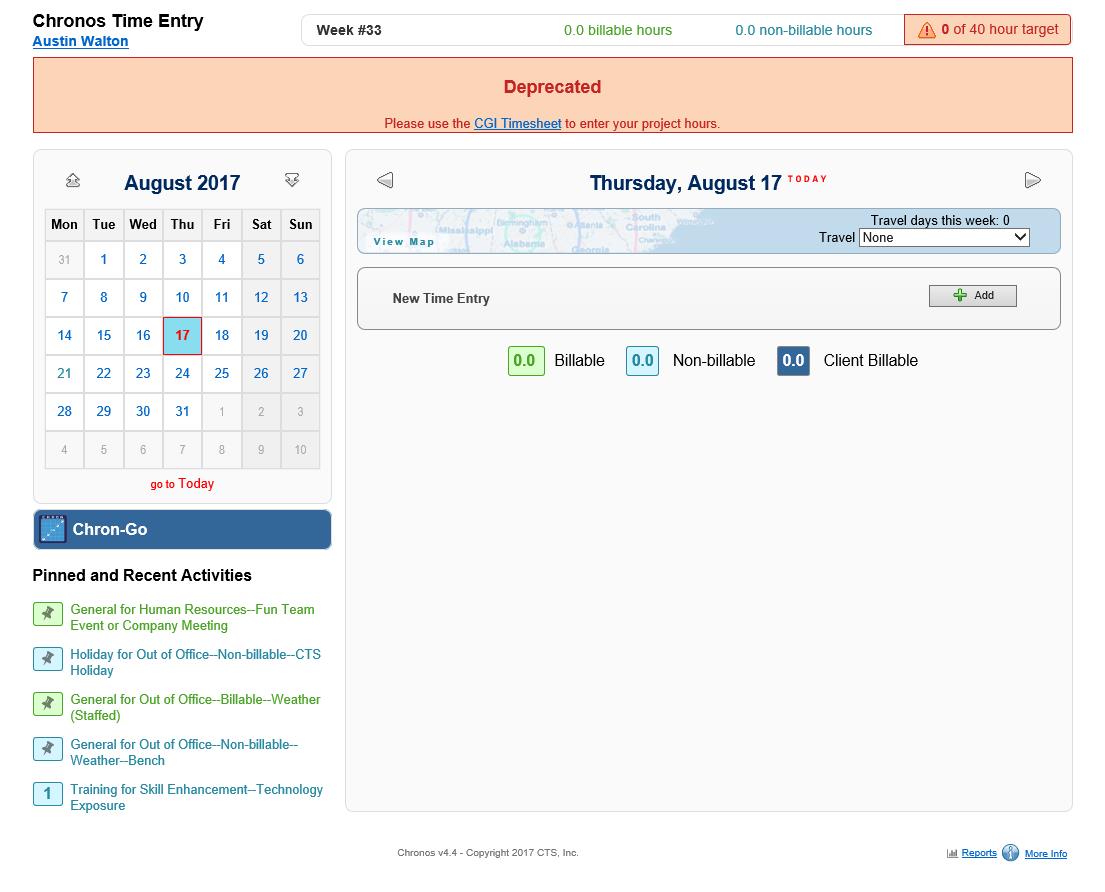 Chronos Time Entry
Austin Walton
Week #33 0.0 billable hours 0.0 non-billable hours 0 of 40 hour target
Deprecated
Please use the CGI Timesheet to enter your project hours.
August 2017
Mon Tue Wed Thu Fri Sat Sun
31 1 2 3 4 5 6
7 8 9 10 11 12 13
14 15 16 17 18 19 20
21 22 23 24 25 26 27
28 29 30 31 1 2 3
4 5 6 7 8 9 10
go to Today
Chron-Go
Pinned and Recent Activities
General for Human Resources--Fun Team
Event or Company Meeting
Holiday for Out of Office--Non-billable--CTS
Holiday
General for Out of Office--Billable--Weather
(Staffed)
General for Out of Office--Non-billable--
Weather--Bench
1 Training for Skill Enhancement--Technology
Exposure
Thursday, August 17 TODAY
View Map
Mississippi
Birmingham
Alabama
Atlanta
Georgia
South
Carolina
Travel days this week: 0
Travel None
New Time Entry Add
0.0 Billable 0.0 Non-billable 0.0 Client Billable
Chronos v4.4 - Copyright 2017 CTS, Inc.
Reports More Info